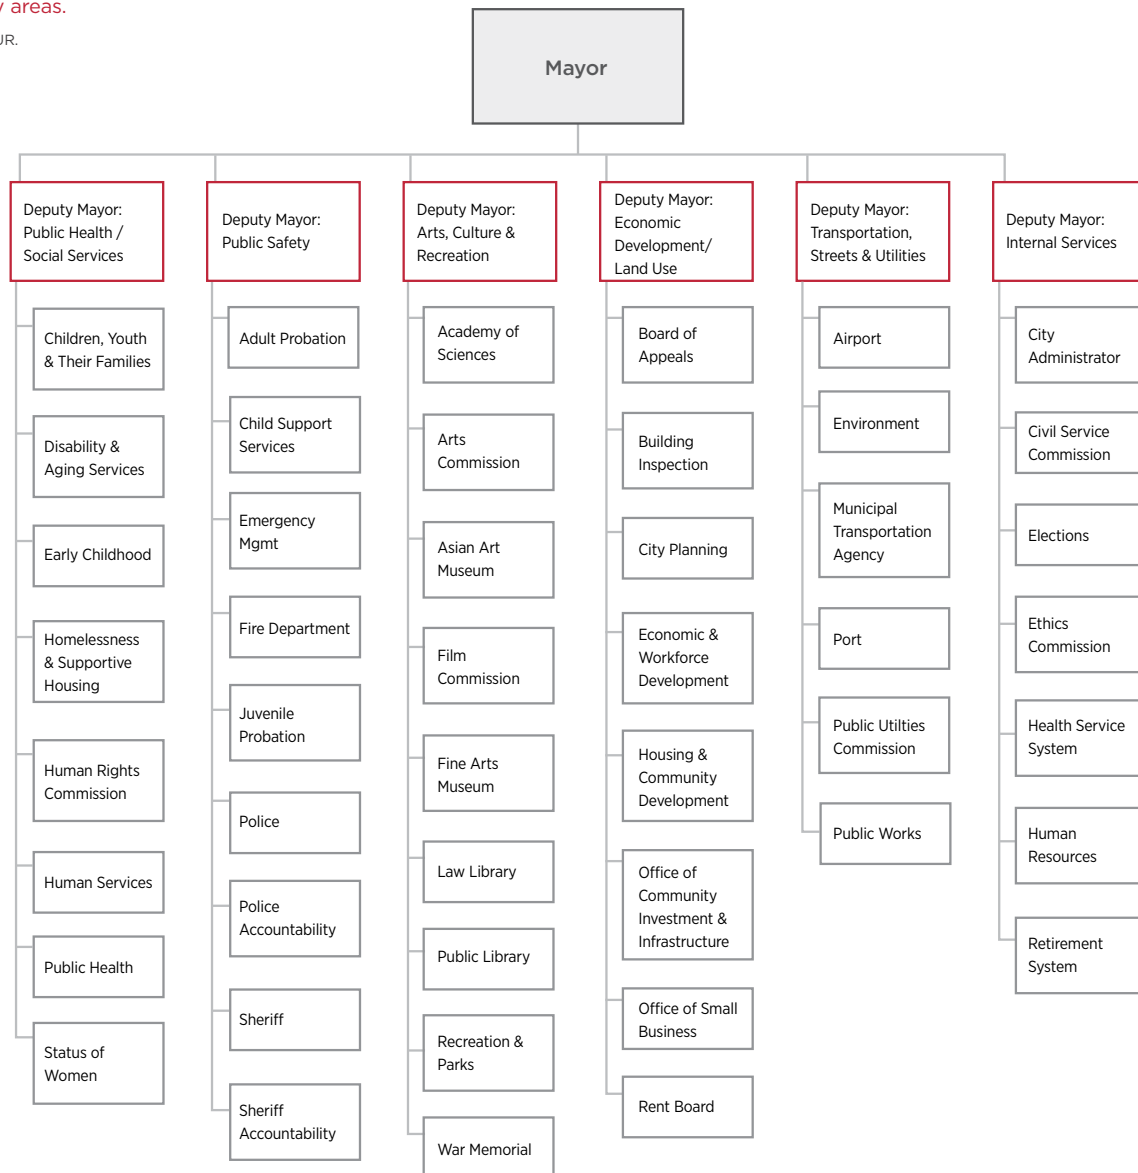 y areas.
UR.
Mayor
Deputy Mayor:
Public Health /
Social Services
Children, Youth
& Their Families
Disability &
Aging Services
Early Childhood
Homelessness
& Supportive
Housing
Human Rights
Commission
Human Services
Public Health
Status of
Women
Deputy Mayor:
Public Safety
Adult Probation
Child Support
Services
Emergency
Mgmt
Fire Department
Juvenile
Probation
Police
Police
Accountability
Sheriff
Sheriff
Accountability
Deputy Mayor:
Arts, Culture &
Recreation
Academy of
Sciences
Arts
Commission
Asian Art
Museum
Film
Commission
Fine Arts
Museum
Law Library
Public Library
Recreation &
Parks
War Memorial
Deputy Mayor:
Economic
Development/
Land Use
Board of
Appeals
Building
Inspection
City Planning
Economic &
Workforce
Development
Housing &
Community
Development
Office of
Community
Investment &
Infrastructure
Office of Small
Business
Rent Board
Deputy Mayor:
Transportation,
Streets & Utilities
Airport
Environment
Municipal
Transportation
Agency
Port
Public Utilties
Commission
Public Works
Deputy Mayor:
Internal Services
City
Administrator
Civil Service
Commission
Elections
Ethics
Commission
Health Service
System
Human
Resources
Retirement
System